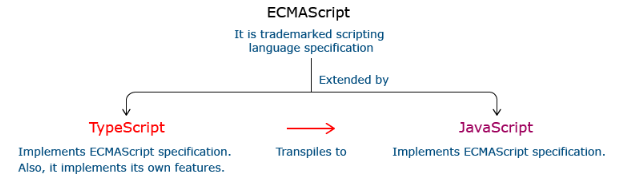 ECMAScript
It is trademarked scripting
language specification
Extended by
TypeScript
JavaScript
Implements ECMAScript specification.
Also, it implements its own features.
Transpiles to
Implements ECMAScript specification.